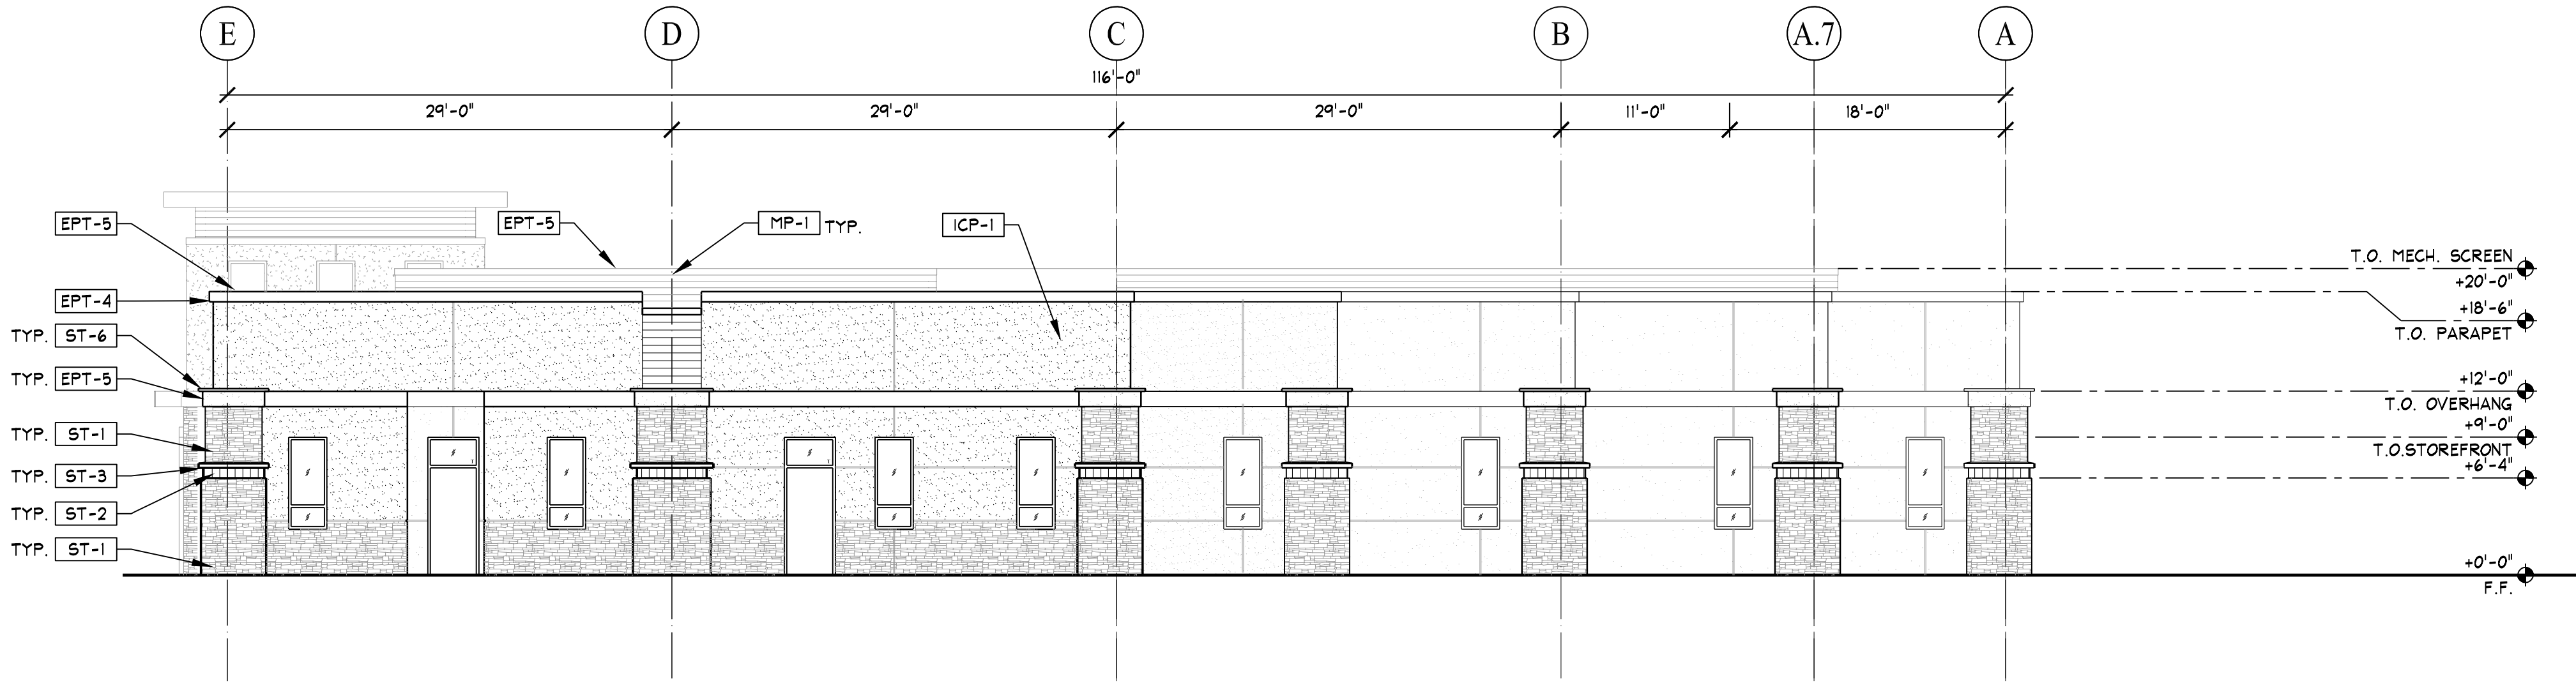 E D C B A.7 A
116'-0"
29'-0" 29'-0" 29'-0" 11'-0" 18'-0"
EPT-5
EPT-5
MP-1 TYP.
ICP-1
EPT-4
TYP. ST-6
TYP. EPT-5
TYP. ST-1
TYP. ST-3
TYP. ST-2
TYP. ST-1
T.O. MECH. SCREEN
+20'-0"
+18'-6"
T.O. PARAPET
+12'-0"
T.O. OVERHANG
+9'-0"
T.O.STOREFRONT
+6'-4"
+0'-0"
F.F.